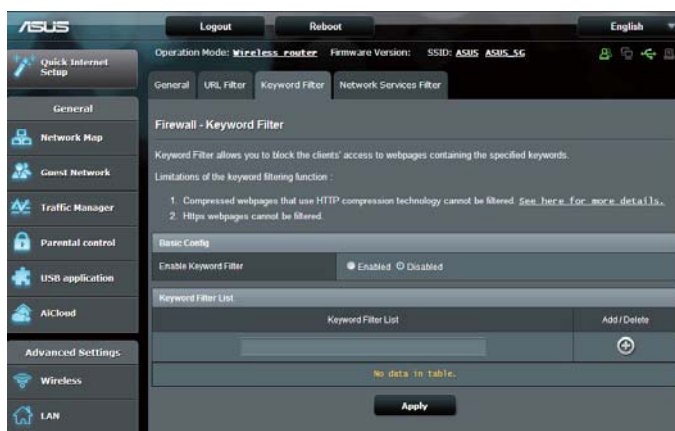 ASUS
Logout
Reboot
English
Quick Internet Setup
Operation Mode: Wireless router Firmware Version: SSID: ASUS ASUS_5G
General
URL Filter
Keyword Filter
Network Services Filter
General
Network Map
Guest Network
Traffic Manager
Parental control
USB application
AiCloud
Advanced Settings
Wireless
LAN
Firewall - Keyword Filter
Keyword Filter allows you to block the clients' access to webpages containing the specified keywords.
Limitations of the keyword filtering function :
1. Compressed webpages that use HTTP compression technology cannot be filtered. See here for more details.
2. Https webpages cannot be filtered.
Basic Config
Enable Keyword Filter
Enabled Disabled
Keyword Filter List
Keyword Filter List
Add / Delete
No data in table.
Apply